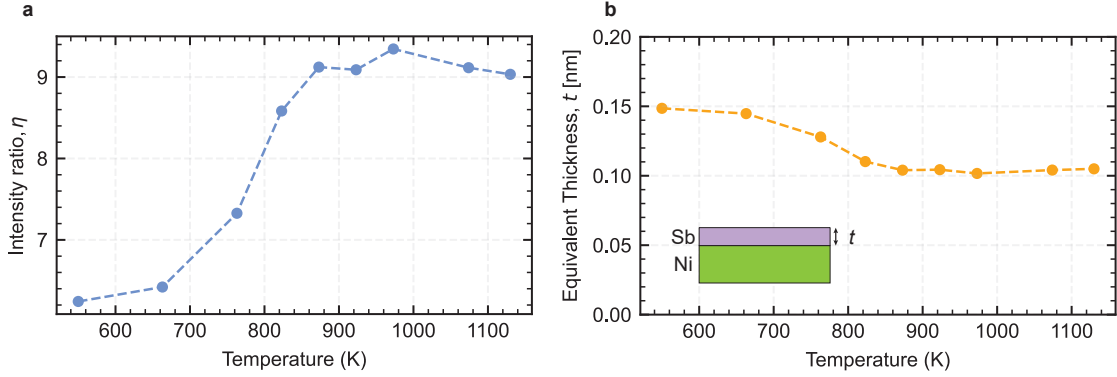 a
Intensity ratio, η
9
8
7
600 700 800 900 1000 1100
Temperature (K)
b
Equivalent Thickness, t [nm]
0.20
0.15
0.10
0.05
0.00
Sb
t
Ni
600 700 800 900 1000 1100
Temperature (K)